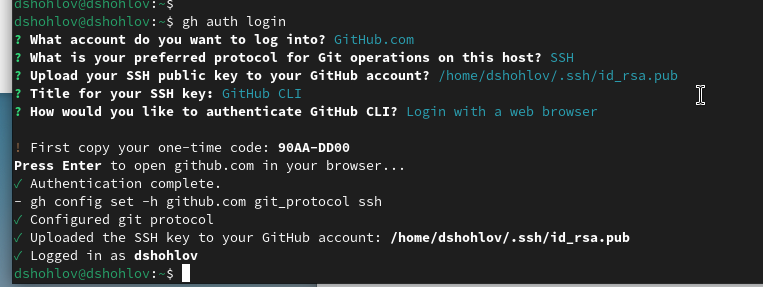 dshohlov@dshohlov:~$
dshohlov@dshohlov:~$ gh auth login
? What account do you want to log into? GitHub.com
? What is your preferred protocol for Git operations on this host? SSH
? Upload your SSH public key to your GitHub account? /home/dshohlov/.ssh/id_rsa.pub
? Title for your SSH key: GitHub CLI
? How would you like to authenticate GitHub CLI? Login with a web browser
! First copy your one-time code: 90AA-DD00
Press Enter to open github.com in your browser...
✓ Authentication complete.
- gh config set -h github.com git_protocol ssh
✓ Configured git protocol
✓ Uploaded the SSH key to your GitHub account: /home/dshohlov/.ssh/id_rsa.pub
✓ Logged in as dshohlov
dshohlov@dshohlov:~$